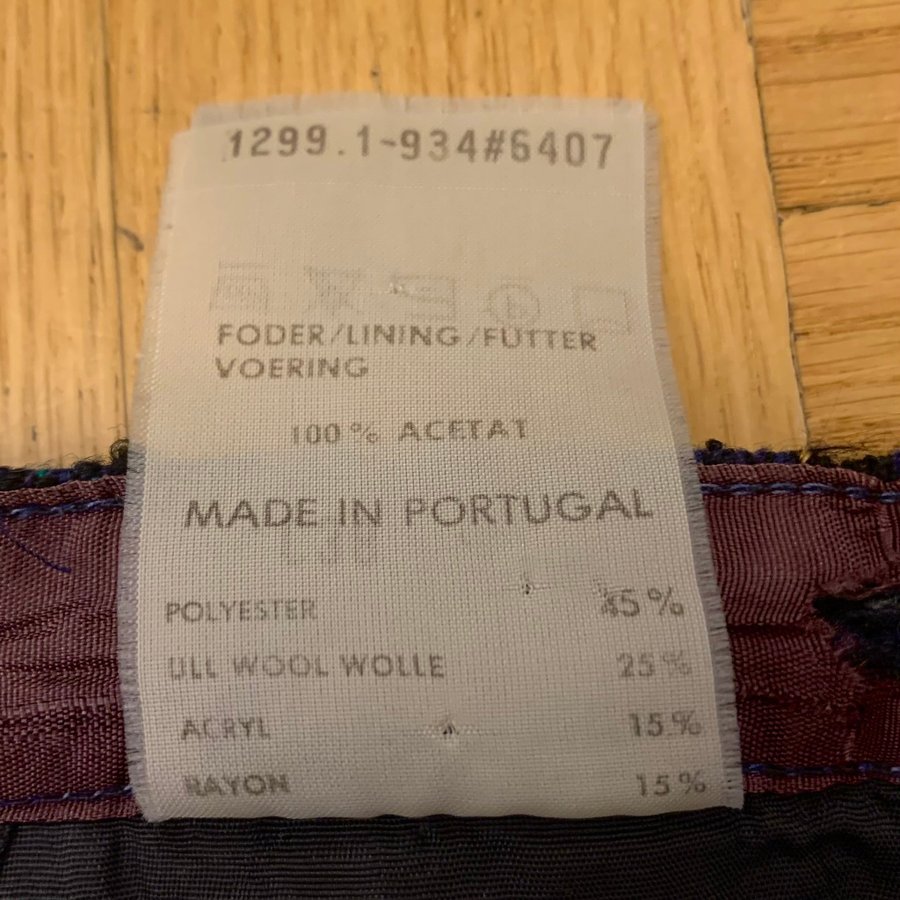 1299.1-934#6407
FODER/LINING/FUTTER
VOERING
100% ACETAT
MADE IN PORTUGAL
POLYESTER 45%
ULL WOOL WOLLE 25%
ACRYL 15%
RAYON 15%